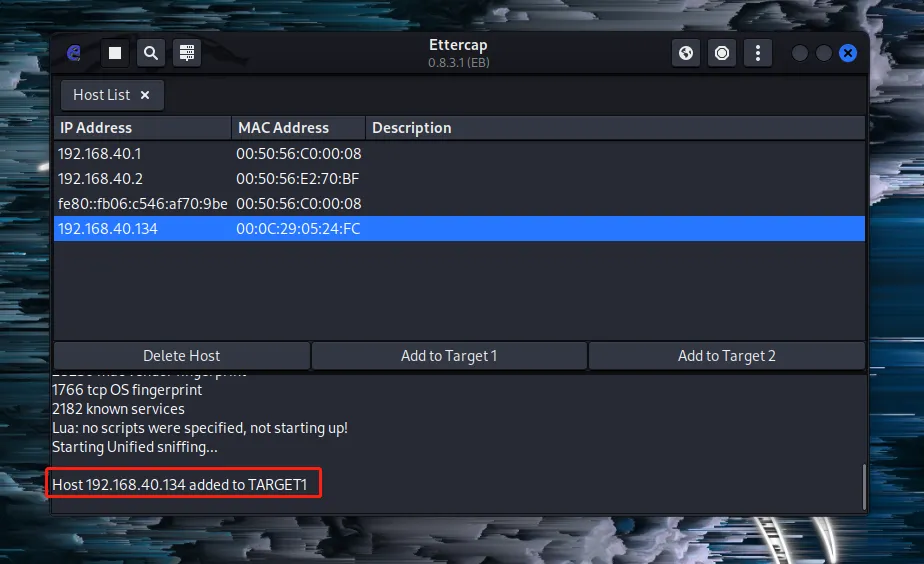 Ettercap
0.8.3.1 (EB)
Host List ×
IP Address MAC Address Description
192.168.40.1 00:50:56:C0:00:08
192.168.40.2 00:50:56:E2:70:BF
fe80::fb06:c546:af70:9be 00:50:56:C0:00:08
192.168.40.134 00:0C:29:05:24:FC
Delete Host Add to Target 1 Add to Target 2
mac vendor fingerprint
1766 tcp OS fingerprint
2182 known services
Lua: no scripts were specified, not starting up!
Starting Unified sniffing...
Host 192.168.40.134 added to TARGET1